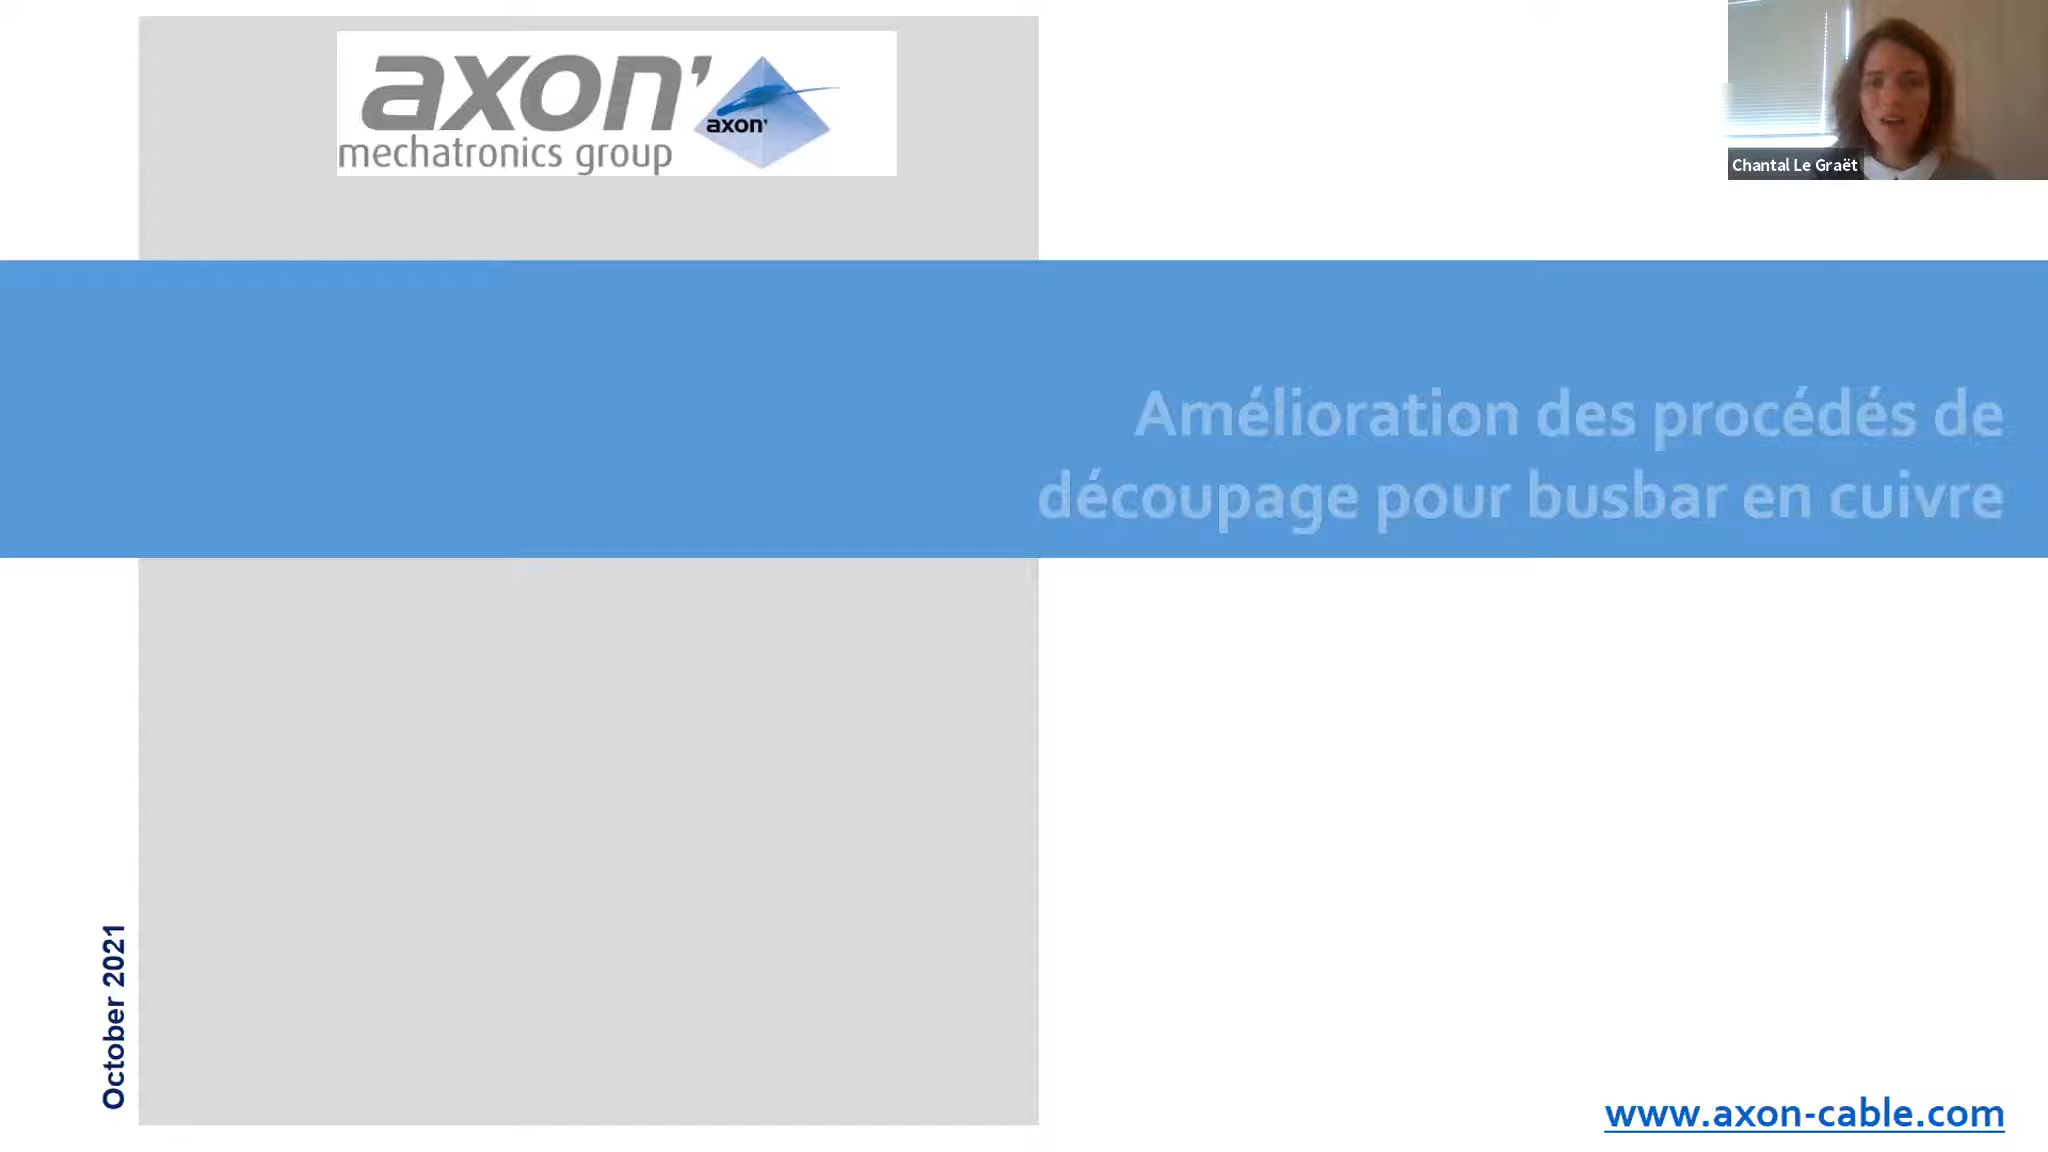 axon'
mechatronics group
axon'
Chantal Le Graët
Amélioration des procédés de
découpage pour busbar en cuivre
October 2021
www.axon-cable.com